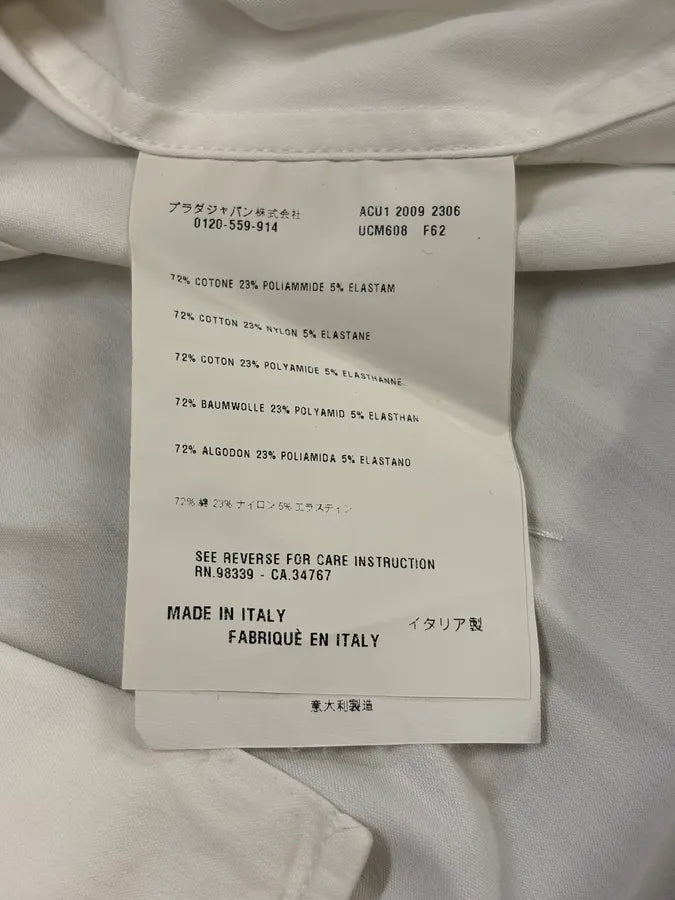 プラダジャパン株式会社
0120-559-914
ACU1 2009 2306
UCM608 F62
72% COTONE 23% POLIAMMIDE 5% ELASTAM
72% COTTON 23% NYLON 5% ELASTANE
72% COTON 23% POLYAMIDE 5% ELASTHANNE
72% BAUMWOLLE 23% POLYAMID 5% ELASTHAN
72% ALGODON 23% POLIAMIDA 5% ELASTANO
72% 綿 23% ナイロン 5% エラスティン
SEE REVERSE FOR CARE INSTRUCTION
RN.98339 - CA.34767
MADE IN ITALY
FABRIQUÈ EN ITALY
イタリア製
意大利製造